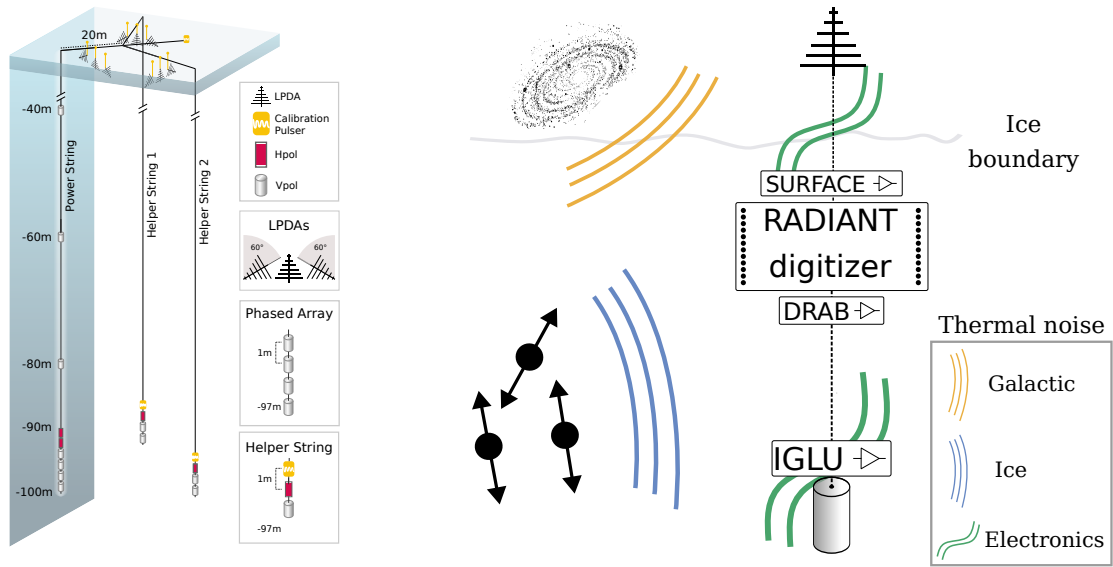 20m
-40m
-60m
-80m
-90m
-100m
Power String
Helper String 1
Helper String 2
LPDA
Calibration
Pulser
Hpol
Vpol
LPDAs
60°
60°
Phased Array
1m
-97m
Helper String
1m
-97m
Ice
boundary
SURFACE
RADIANT
digitizer
DRAB
IGLU
Thermal noise
Galactic
Ice
Electronics